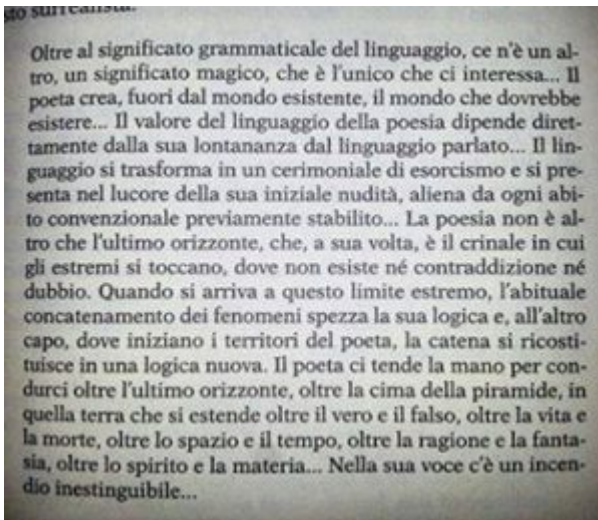 sto surrealista.
Oltre al significato grammaticale del linguaggio, ce n'è un al-
tro, un significato magico, che è l'unico che ci interessa... Il
poeta crea, fuori dal mondo esistente, il mondo che dovrebbe
esistere... Il valore del linguaggio della poesia dipende diret-
tamente dalla sua lontananza dal linguaggio parlato... Il lin-
guaggio si trasforma in un cerimoniale di esorcismo e si pre-
senta nel lucore della sua iniziale nudità, aliena da ogni abi-
to convenzionale previamente stabilito... La poesia non è al-
tro che l'ultimo orizzonte, che, a sua volta, è il crinale in cui
gli estremi si toccano, dove non esiste né contraddizione né
dubbio. Quando si arriva a questo limite estremo, l'abituale
concatenamento dei fenomeni spezza la sua logica e, all'altro
capo, dove iniziano i territori del poeta, la catena si ricosti-
tuisce in una logica nuova. Il poeta ci tende la mano per con-
durci oltre l'ultimo orizzonte, oltre la cima della piramide, in
quella terra che si estende oltre il vero e il falso, oltre la vita e
la morte, oltre lo spazio e il tempo, oltre la ragione e la fanta-
sia, oltre lo spirito e la materia... Nella sua voce c'è un incen-
dio inestinguibile...